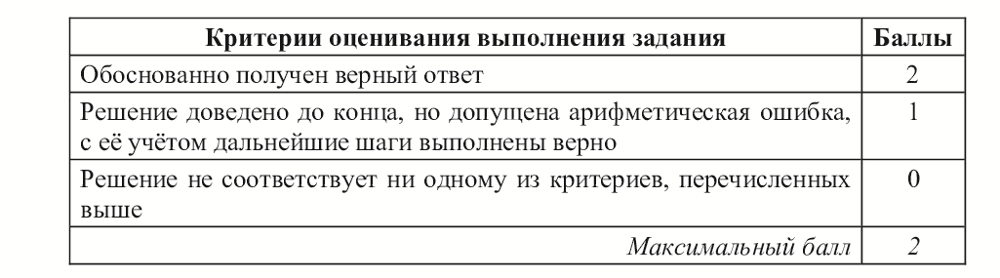 Критерии оценивания выполнения задания Баллы
Обоснованно получен верный ответ 2
Решение доведено до конца, но допущена арифметическая ошибка, 1
с её учётом дальнейшие шаги выполнены верно
Решение не соответствует ни одному из критериев, перечисленных 0
выше
Максимальный балл 2